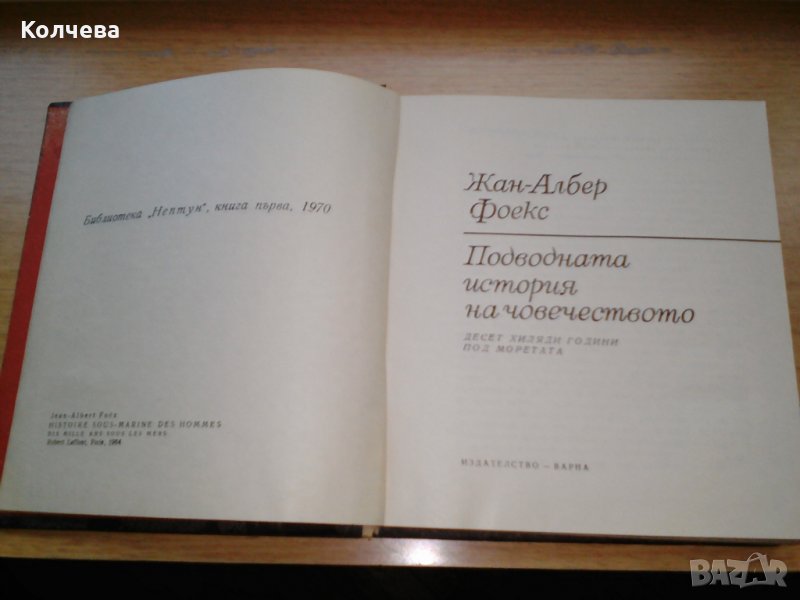 Колчева
Библиотека „Нептун“, книга първа, 1970
Jean-Albert Foëx
HISTOIRE SOUS-MARINE DES HOMMES
DIX MILLE ANS SOUS LES MERS
Robert Laffont, Paris, 1964
Жан-Албер
Фоекс
Подводната
история
на човечеството
ДЕСЕТ ХИЛЯДИ ГОДИНИ
ПОД МОРЕТАТА
ИЗДАТЕЛСТВО — ВАРНА
BAZAR